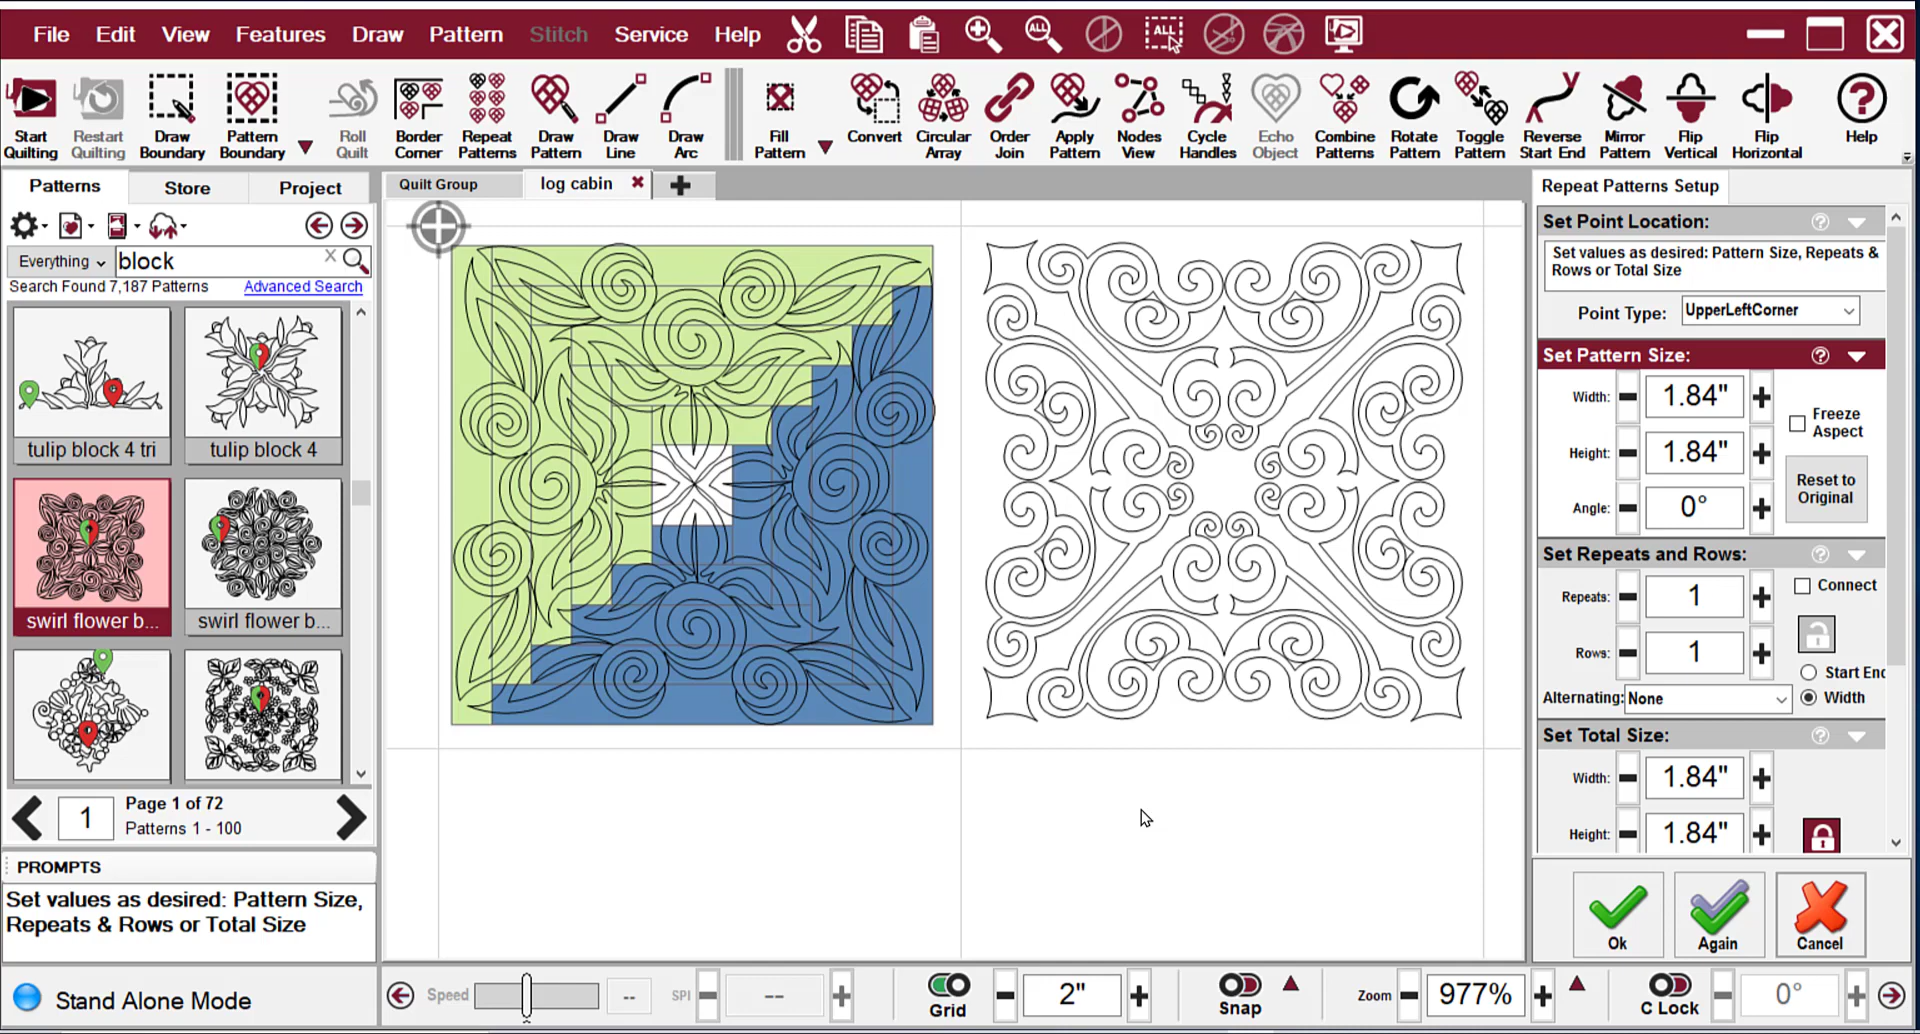 File Edit View Features Draw Pattern Stitch Service Help
ALL
ALL
Start Quilting
Restart Quilting
Draw Boundary
Pattern Boundary
Roll Quilt
Border Corner
Repeat Patterns
Draw Pattern
Draw Line
Draw Arc
Fill Pattern
Convert
Circular Array
Order Join
Apply Pattern
Nodes View
Cycle Handles
Echo Object
Combine Patterns
Rotate Pattern
Toggle Pattern
Reverse Start End
Mirror Pattern
Flip Vertical
Flip Horizontal
Help
Patterns Store Project
Everything block X
Search Found 7,187 Patterns Advanced Search
tulip block 4 tri
tulip block 4
swirl flower b...
swirl flower b...
1
Page 1 of 72
Patterns 1 - 100
PROMPTS
Set values as desired: Pattern Size,
Repeats & Rows or Total Size
Stand Alone Mode
Quilt Group
log cabin
Repeat Patterns Setup
Set Point Location:
Set values as desired: Pattern Size, Repeats &
Rows or Total Size
Point Type: UpperLeftCorner
Set Pattern Size:
Width: 1.84"
Height: 1.84"
Angle: 0°
Freeze
Aspect
Reset to
Original
Set Repeats and Rows:
Repeats: 1
Connect
Rows: 1
Start End
Alternating: None
Width
Set Total Size:
Width: 1.84"
Height: 1.84"
Ok
Again
Cancel
Speed --
SPI --
Grid
2"
Snap
Zoom 977%
C Lock
0°